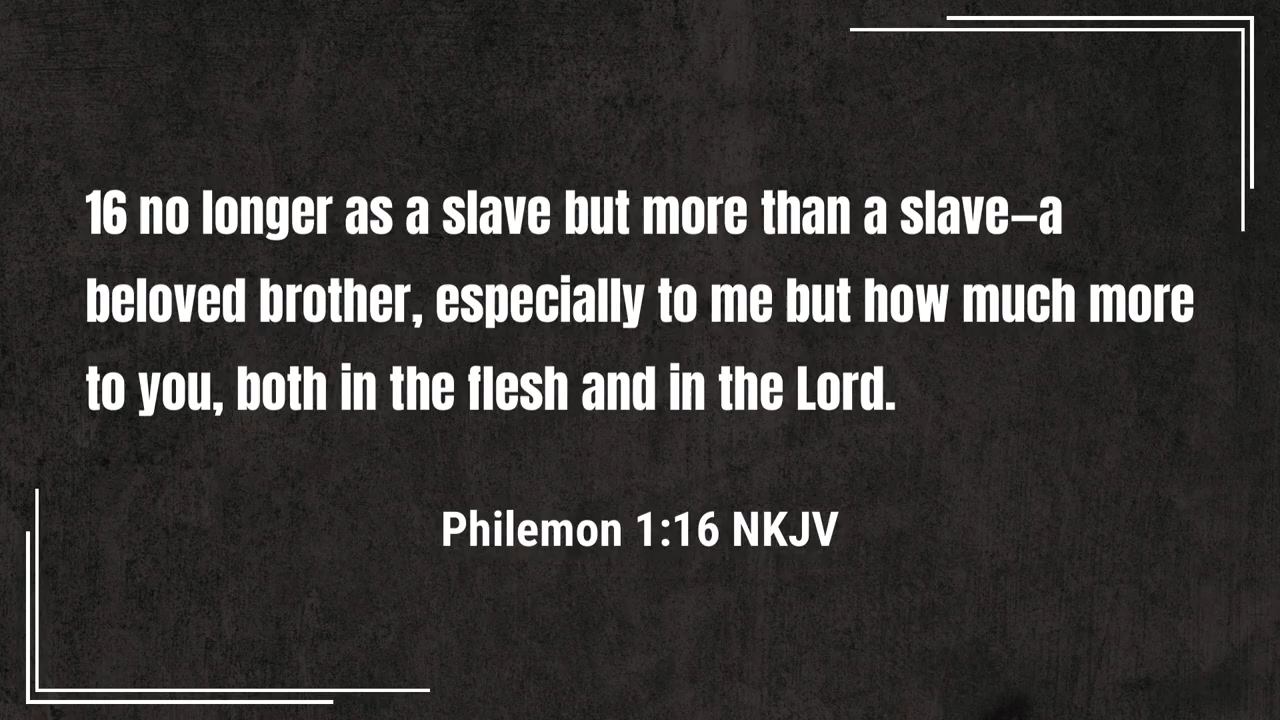 16 no longer as a slave but more than a slave—a
beloved brother, especially to me but how much more
to you, both in the flesh and in the Lord.
Philemon 1:16 NKJV